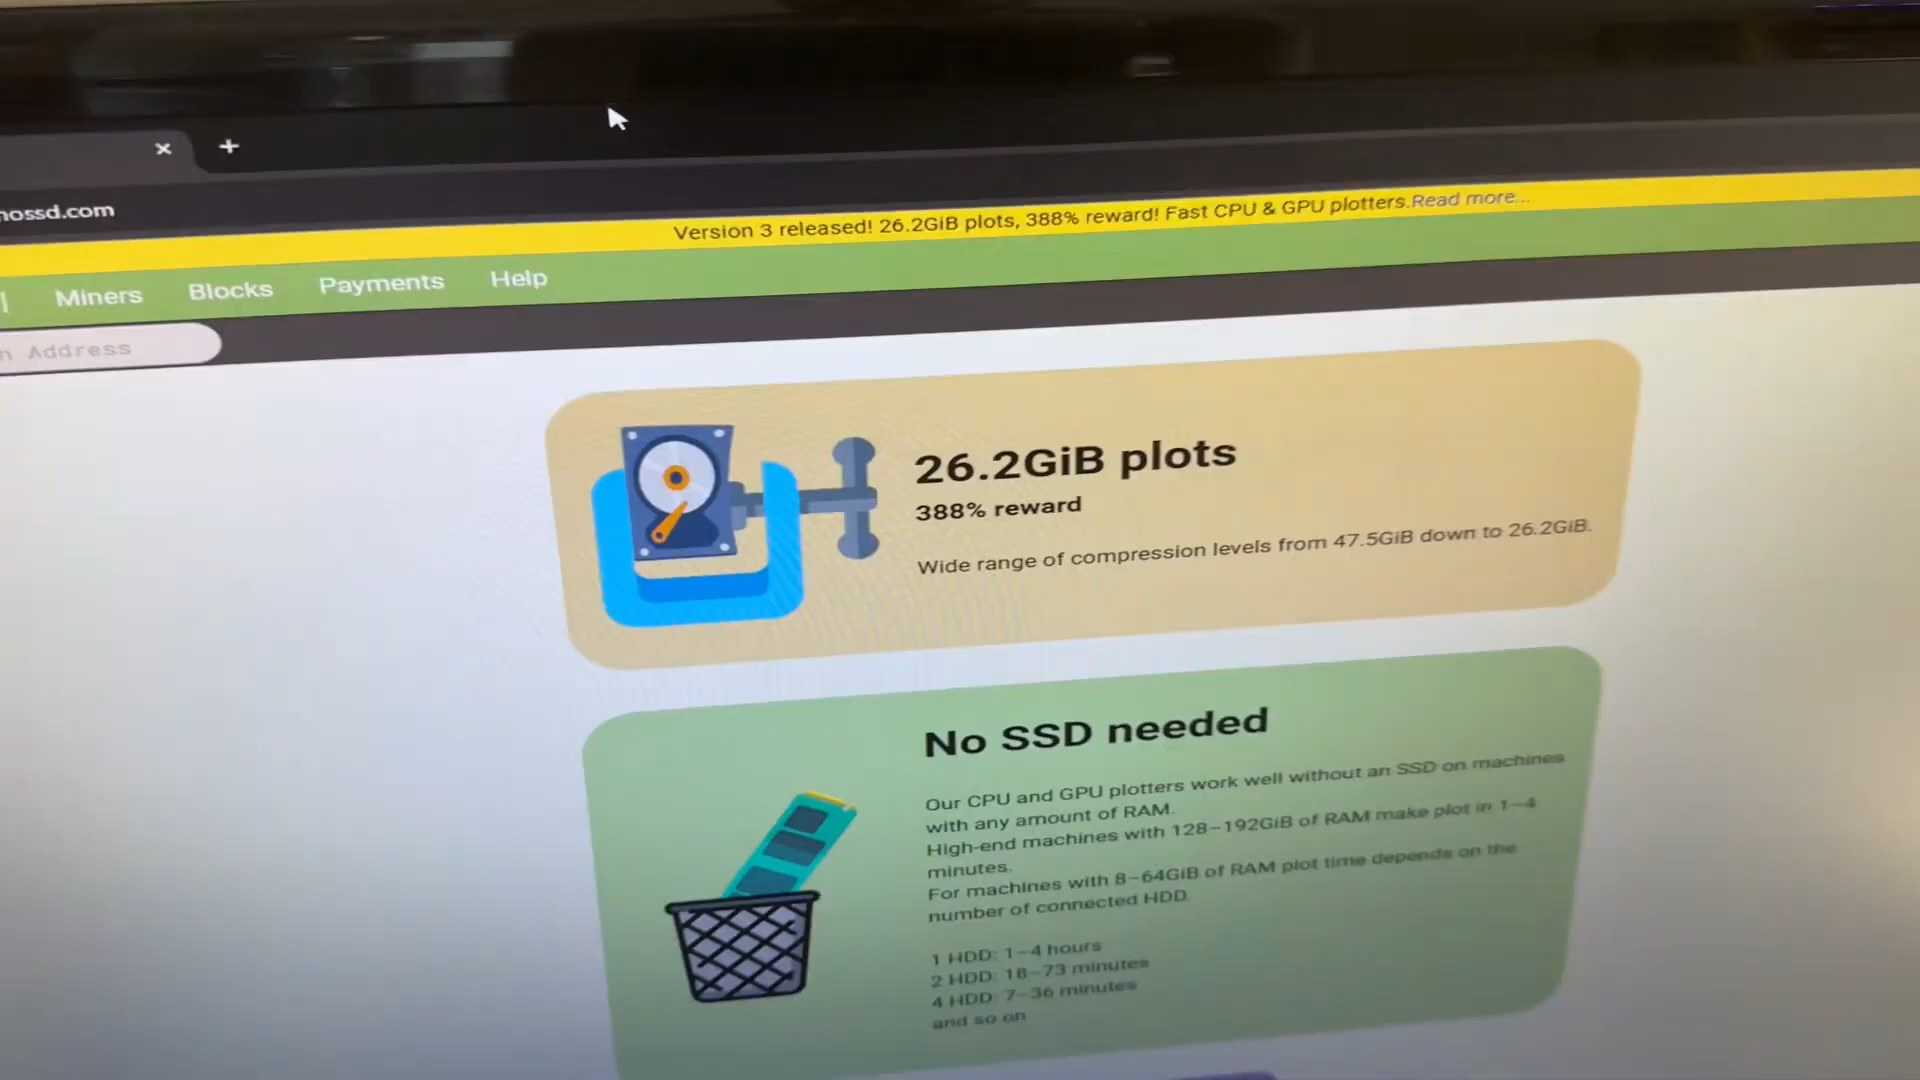 nossd.com
Version 3 released! 26.2GiB plots, 388% reward! Fast CPU & GPU plotters.Read more...
Miners Blocks Payments Help
n Address
26.2GiB plots
388% reward
Wide range of compression levels from 47.5GiB down to 26.2GiB.
No SSD needed
Our CPU and GPU plotters work well without an SSD on machines
with any amount of RAM.
High-end machines with 128–192GiB of RAM make plot in 1–4
minutes.
For machines with 8–64GiB of RAM plot time depends on the
number of connected HDD.
1 HDD: 1–4 hours
2 HDD: 18–73 minutes
4 HDD: 7–36 minutes
and so on